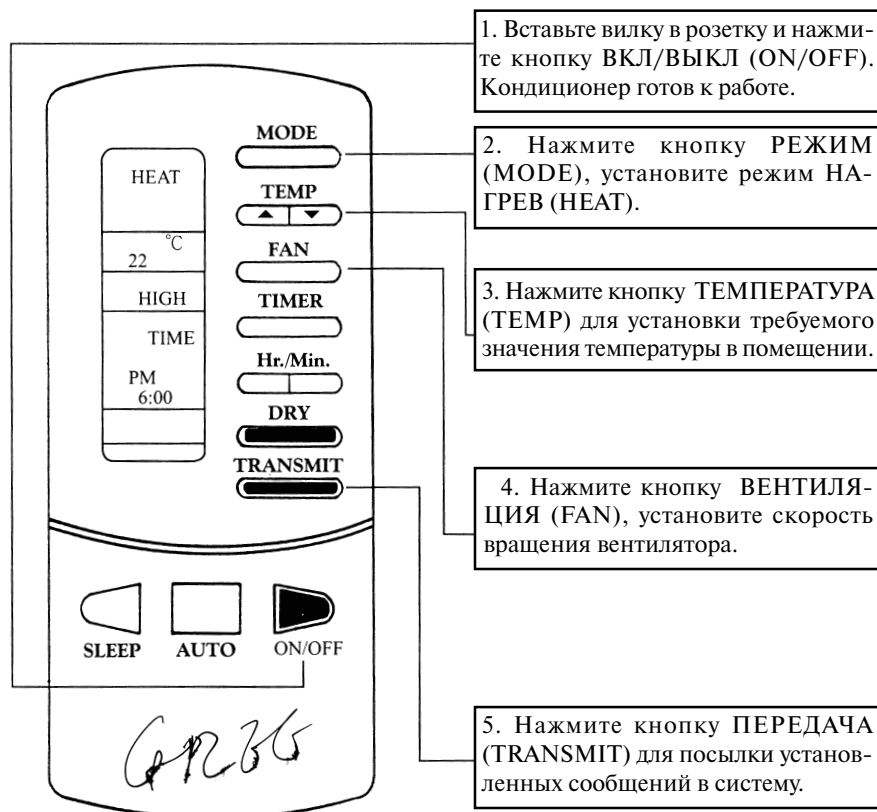 1. Вставьте вилку в розетку и нажми-
те кнопку ВКЛ/ВЫКЛ (ON/OFF).
Кондиционер готов к работе.
2. Нажмите кнопку РЕЖИМ
(MODE), установите режим НА-
ГРЕВ (HEAT).
3. Нажмите кнопку ТЕМПЕРАТУРА
(TEMP) для установки требуемого
значения температуры в помещении.
4. Нажмите кнопку ВЕНТИЛЯ-
ЦИЯ (FAN), установите скорость
вращения вентилятора.
5. Нажмите кнопку ПЕРЕДАЧА
(TRANSMIT) для посылки установ-
ленных сообщений в систему.
HEAT
°C
22
HIGH
TIME
PM
6:00
MODE
TEMP
FAN
TIMER
Hr./Min.
DRY
TRANSMIT
SLEEP AUTO ON/OFF